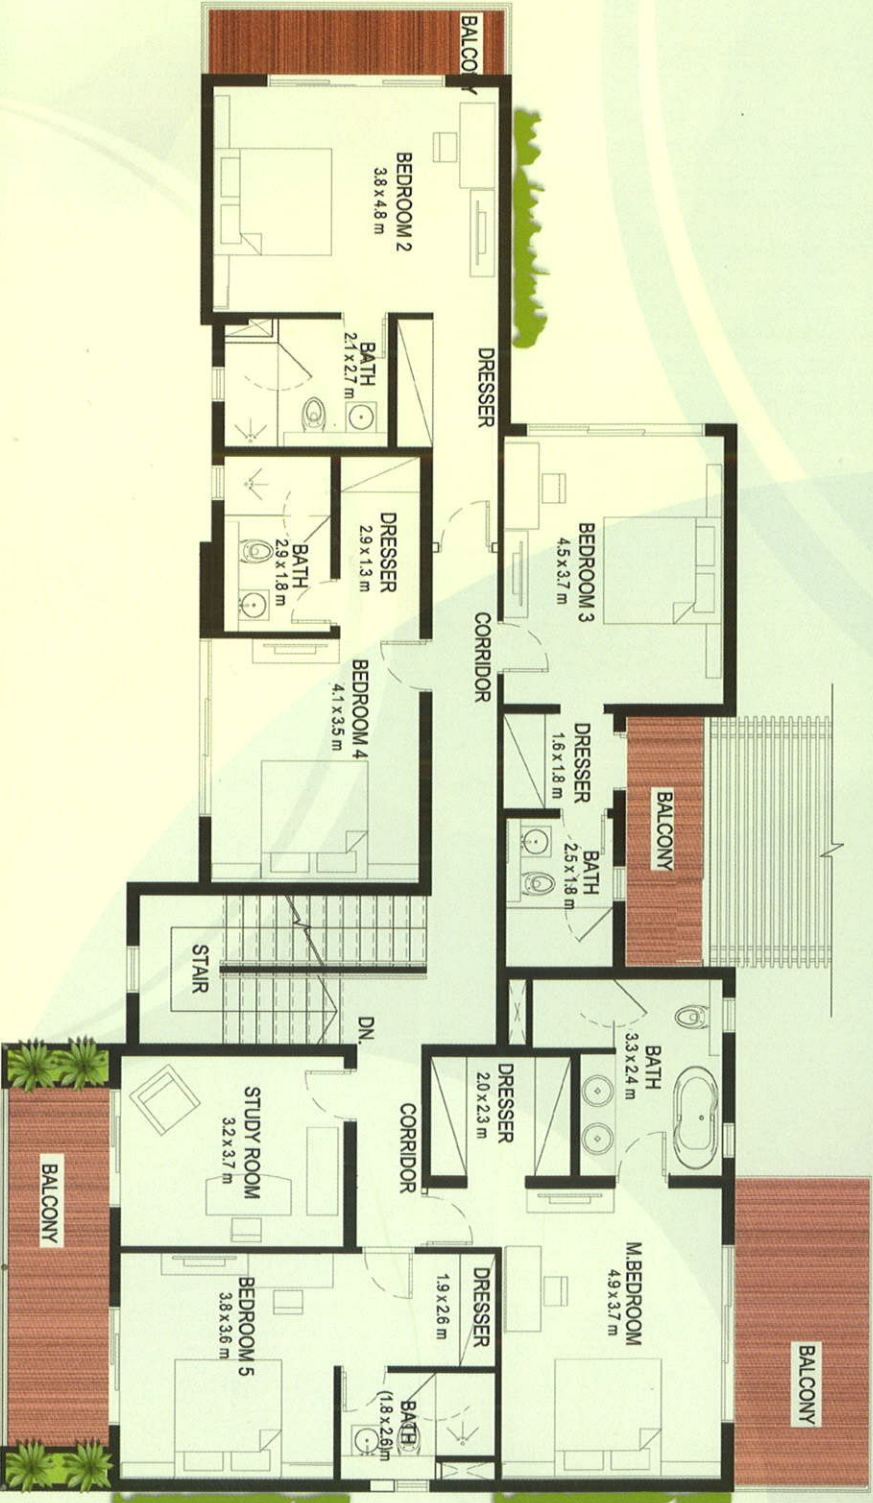 BALCONY
BEDROOM 2
3.8 x 4.8 m
BATH
2.1 x 2.7 m
DRESSER
BEDROOM 3
4.5 x 3.7 m
DRESSER
2.9 x 1.3 m
BATH
2.9 x 1.8 m
CORRIDOR
BEDROOM 4
4.1 x 3.5 m
DRESSER
1.6 x 1.8 m
BALCONY
BATH
2.5 x 1.8 m
STAIR
DN.
BATH
3.3 x 2.4 m
DRESSER
2.0 x 2.3 m
STUDY ROOM
3.2 x 3.7 m
CORRIDOR
BALCONY
M.BEDROOM
4.9 x 3.7 m
DRESSER
1.9 x 2.6 m
BEDROOM 5
3.8 x 3.6 m
BALCONY
BATH
(1.8 x 2.6)m